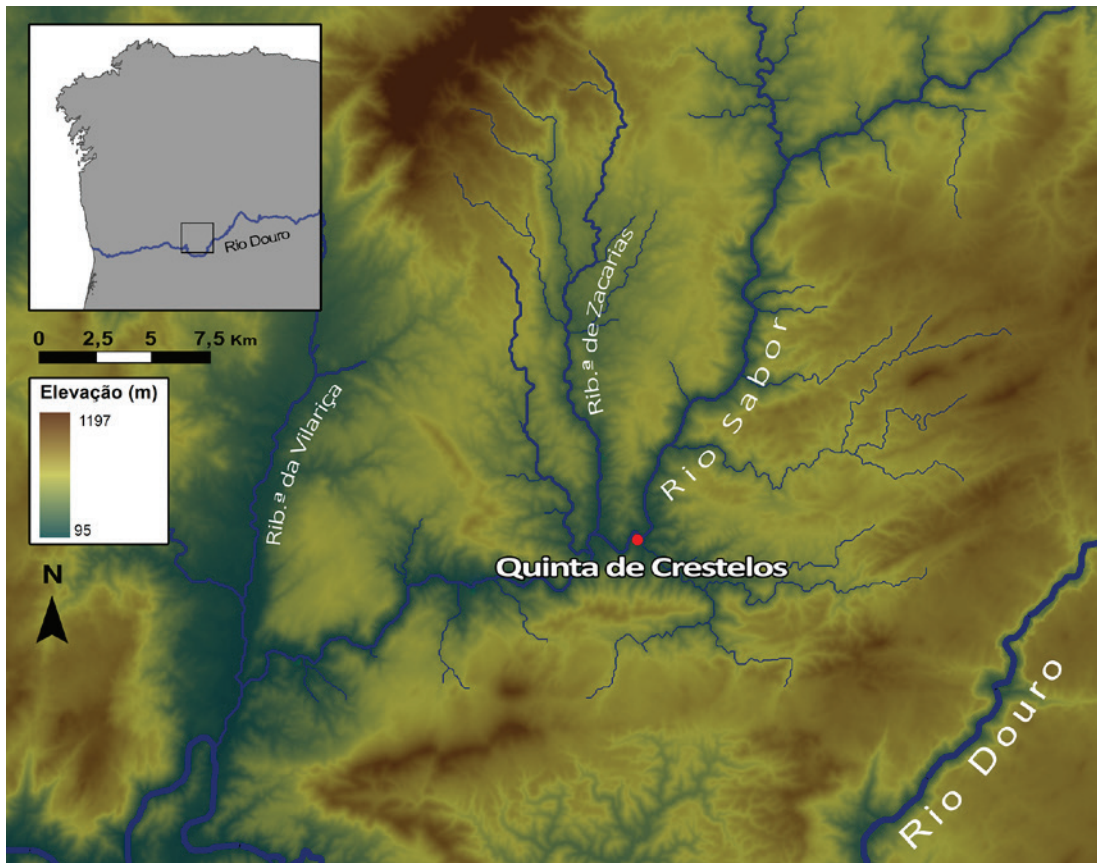 Rio Douro
0 2,5 5 7,5 Km
Elevação (m)
1197
95
N
Rib.ª da Vilariça
Rib.ª de Zacarias
Rio Sabor
Quinta de Crestelos
Rio Douro